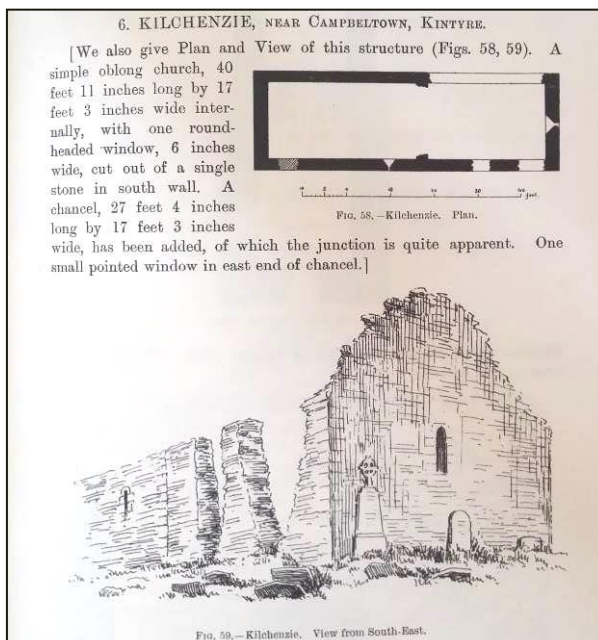 6. KILCHENZIE, NEAR CAMPBELTOWN, KINTYRE.
[We also give Plan and View of this structure (Figs. 58, 59). A
simple oblong church, 40
feet 11 inches long by 17
feet 3 inches wide inter-
nally, with one round-
headed window, 6 inches
wide, cut out of a single
stone in south wall. A
chancel, 27 feet 4 inches
long by 17 feet 3 inches
wide, has been added, of which the junction is quite apparent. One
small pointed window in east end of chancel.]
FIG. 58.—Kilchenzie. Plan.
FIG. 59.—Kilchenzie. View from South-East.